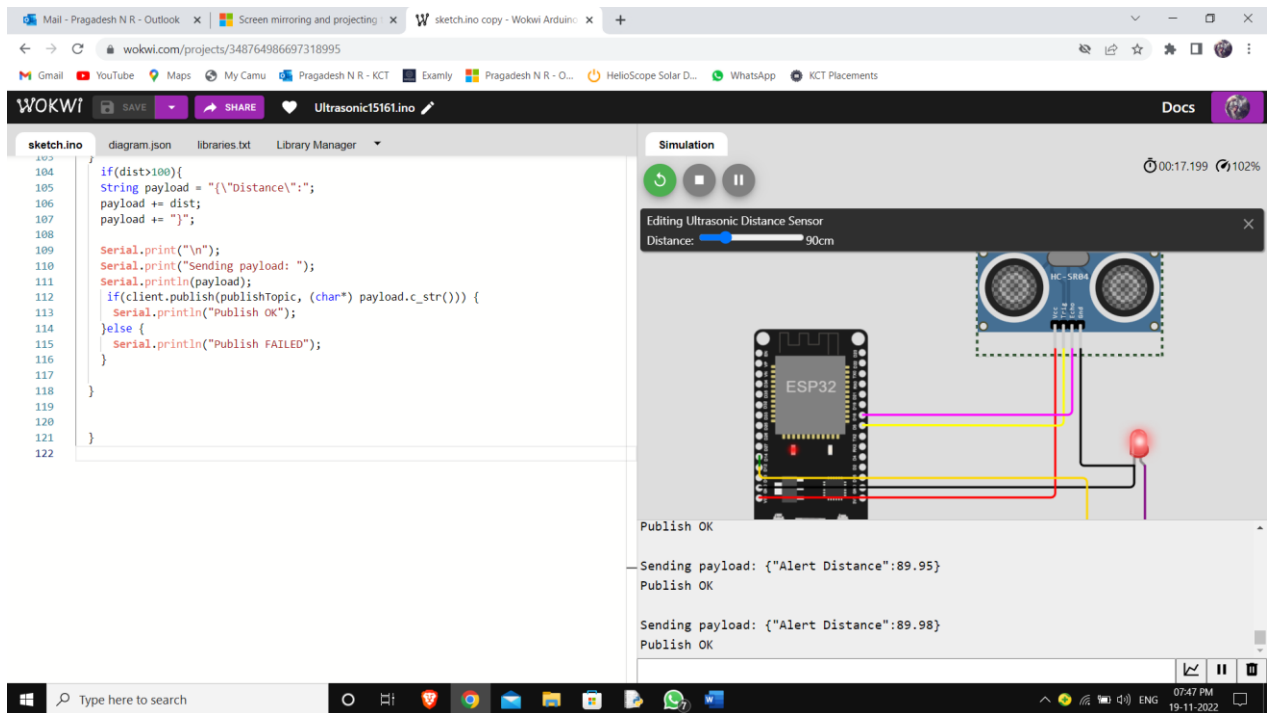 Mail - Pragadesh N R - Outlook
Screen mirroring and projecting
sketch.ino copy - Wokwi Arduino
wokwi.com/projects/348764986697318995
Gmail YouTube Maps My Camu Pragadesh N R - KCT Examly Pragadesh N R - O... HelioScope Solar D... WhatsApp KCT Placements
WOKWI SAVE SHARE Ultrasonic15161.ino Docs
sketch.ino diagram.json libraries.txt Library Manager
Simulation
00:17.199 102%
103 }
104 if(dist>100){
105 String payload = "{\"Distance\":";
106 payload += dist;
107 payload += "}";
108
109 Serial.print("\n");
110 Serial.print("Sending payload: ");
111 Serial.println(payload);
112 if(client.publish(publishTopic, (char*) payload.c_str())) {
113 Serial.println("Publish OK");
114 }else {
115 Serial.println("Publish FAILED");
116 }
117
118 }
119
120
121 }
122
Editing Ultrasonic Distance Sensor
Distance: 90cm
HC-SR04
Vcc
Trig
Echo
Gnd
ESP32
Publish OK
Sending payload: {"Alert Distance":89.95}
Publish OK
Sending payload: {"Alert Distance":89.98}
Publish OK
Type here to search
7
W
ENG
07:47 PM
19-11-2022